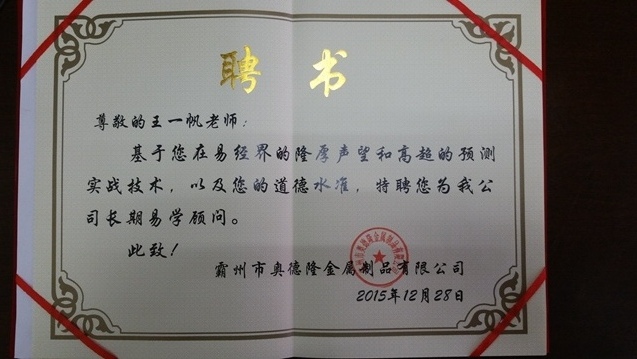 聘书
尊敬的王一帆老师：
基于您在易经界的隆厚声望和高超的预测
实战技术，以及您的道德水准，特聘您为我公
司长期易学顾问。
此致！
霸州市奥德隆金属制品有限公司
2015年12月28日